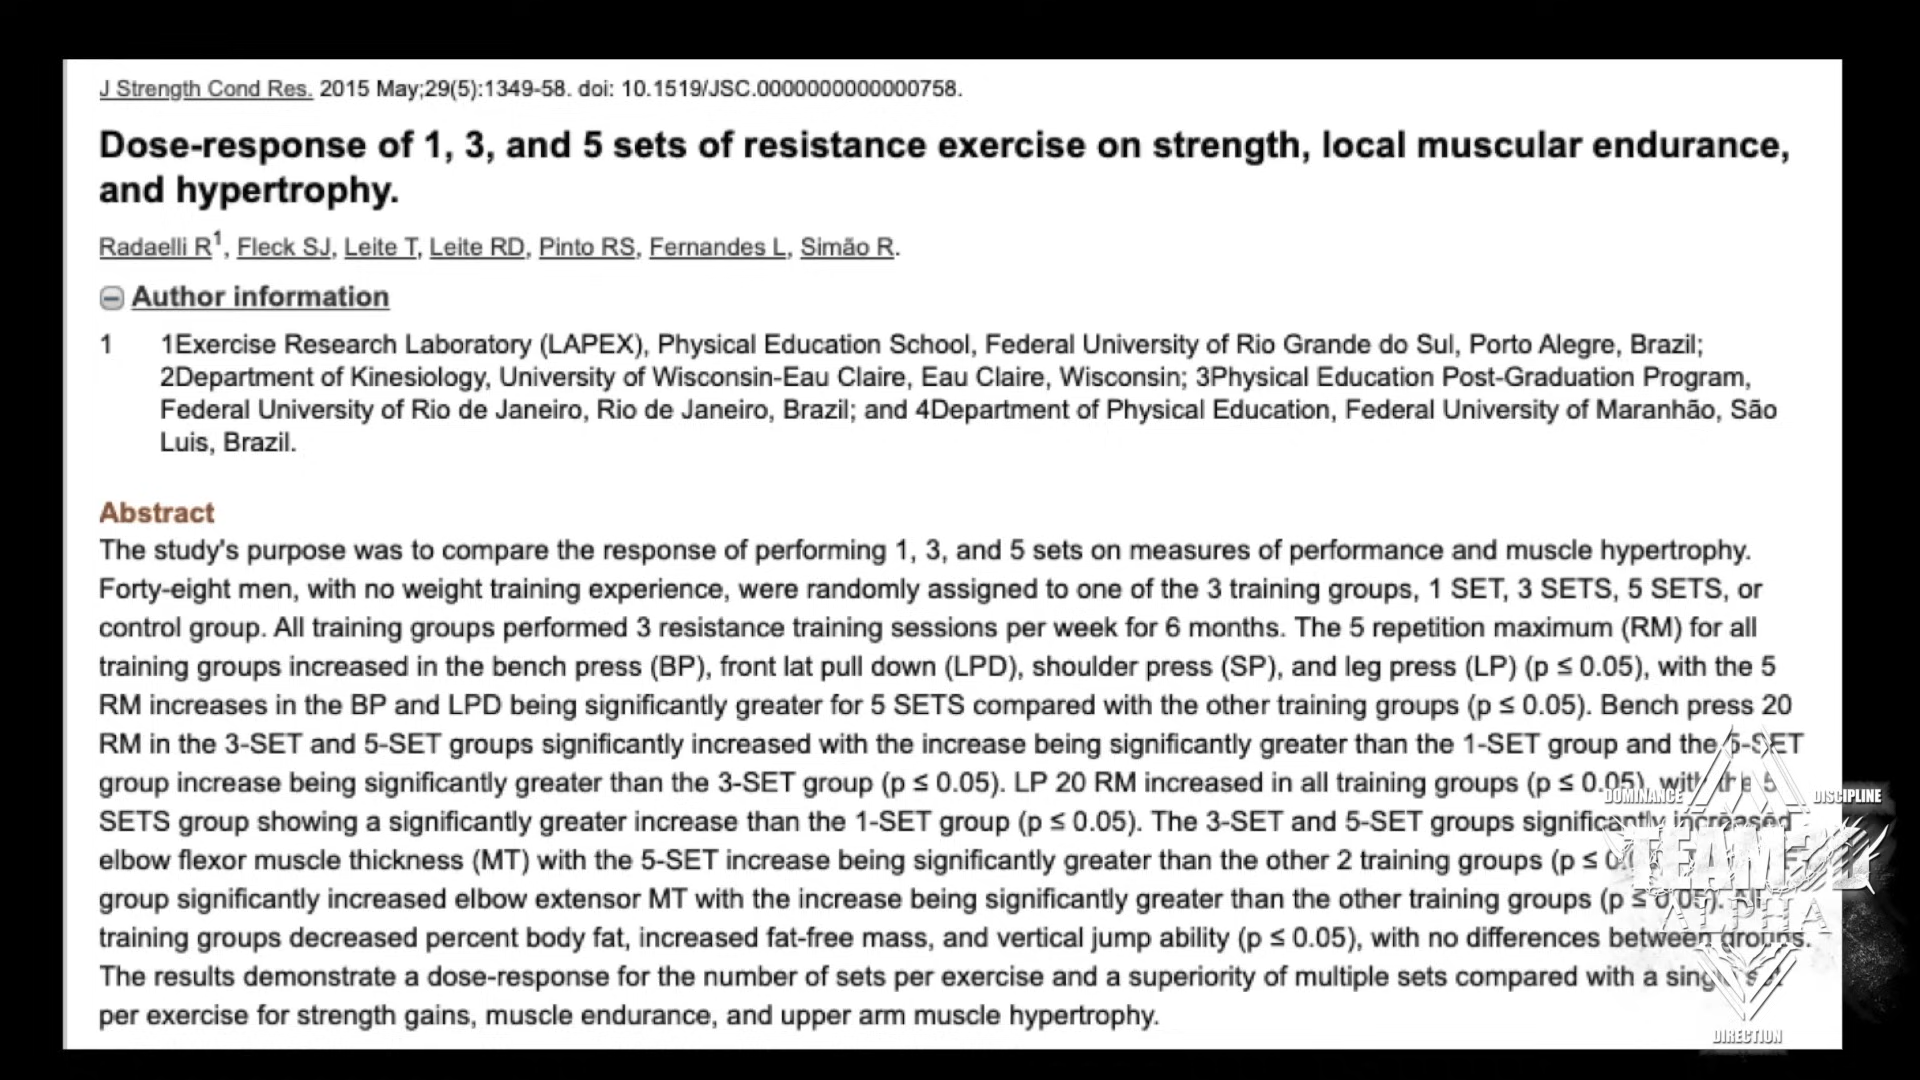 J Strength Cond Res. 2015 May;29(5):1349-58. doi: 10.1519/JSC.0000000000000758.
Dose-response of 1, 3, and 5 sets of resistance exercise on strength, local muscular endurance,
and hypertrophy.
Radaelli R1, Fleck SJ, Leite T, Leite RD, Pinto RS, Fernandes L, Simão R.
Author information
1 1Exercise Research Laboratory (LAPEX), Physical Education School, Federal University of Rio Grande do Sul, Porto Alegre, Brazil;
2Department of Kinesiology, University of Wisconsin-Eau Claire, Eau Claire, Wisconsin; 3Physical Education Post-Graduation Program,
Federal University of Rio de Janeiro, Rio de Janeiro, Brazil; and 4Department of Physical Education, Federal University of Maranhão, São
Luis, Brazil.
Abstract
The study's purpose was to compare the response of performing 1, 3, and 5 sets on measures of performance and muscle hypertrophy.
Forty-eight men, with no weight training experience, were randomly assigned to one of the 3 training groups, 1 SET, 3 SETS, 5 SETS, or
control group. All training groups performed 3 resistance training sessions per week for 6 months. The 5 repetition maximum (RM) for all
training groups increased in the bench press (BP), front lat pull down (LPD), shoulder press (SP), and leg press (LP) (p ≤ 0.05), with the 5
RM increases in the BP and LPD being significantly greater for 5 SETS compared with the other training groups (p ≤ 0.05). Bench press 20
RM in the 3-SET and 5-SET groups significantly increased with the increase being significantly greater than the 1-SET group and the 5-SET
group increase being significantly greater than the 3-SET group (p ≤ 0.05). LP 20 RM increased in all training groups (p ≤ 0.05), with the 5
SETS group showing a significantly greater increase than the 1-SET group (p ≤ 0.05). The 3-SET and 5-SET groups significantly increased
elbow flexor muscle thickness (MT) with the 5-SET increase being significantly greater than the other 2 training groups (p ≤
group significantly increased elbow extensor MT with the increase being significantly greater than the other training groups (p ≤ 0.05). All
training groups decreased percent body fat, increased fat-free mass, and vertical jump ability (p ≤ 0.05), with no differences between groups.
The results demonstrate a dose-response for the number of sets per exercise and a superiority of multiple sets compared with a single set
per exercise for strength gains, muscle endurance, and upper arm muscle hypertrophy.
DOMINANCE DISCIPLINE
TEAM3D
ALPHA
DIRECTION